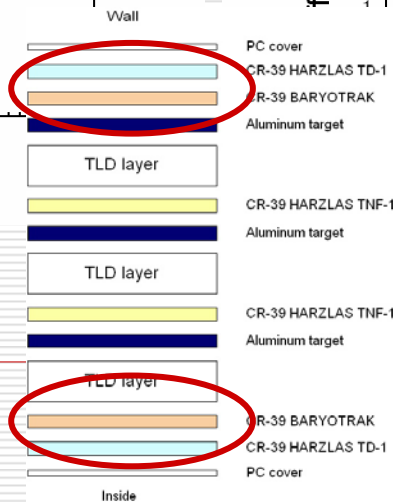 Wall
PC cover
CR-39 HARZLAS TD-1
CR-39 BARYOTRAK
Aluminum target
TLD layer
CR-39 HARZLAS TNF-1
Aluminum target
TLD layer
CR-39 HARZLAS TNF-1
Aluminum target
TLD layer
CR-39 BARYOTRAK
CR-39 HARZLAS TD-1
PC cover
Inside